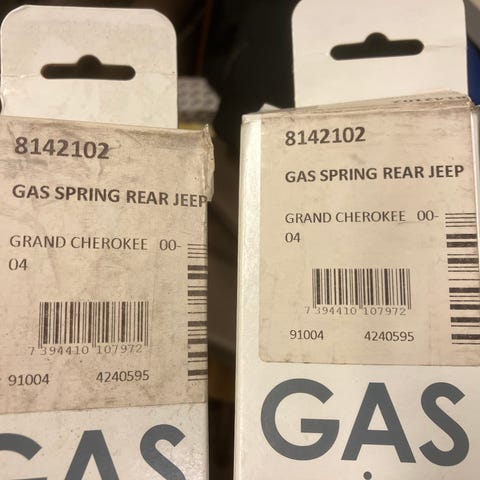 8142102
GAS SPRING REAR JEEP
GRAND CHEROKEE 00-
04
7 394410 107972
91004 4240595
GAS
8142102
GAS SPRING REAR JEEP
GRAND CHEROKEE 00-
04
7 394410 107972
91004 4240595
GAS